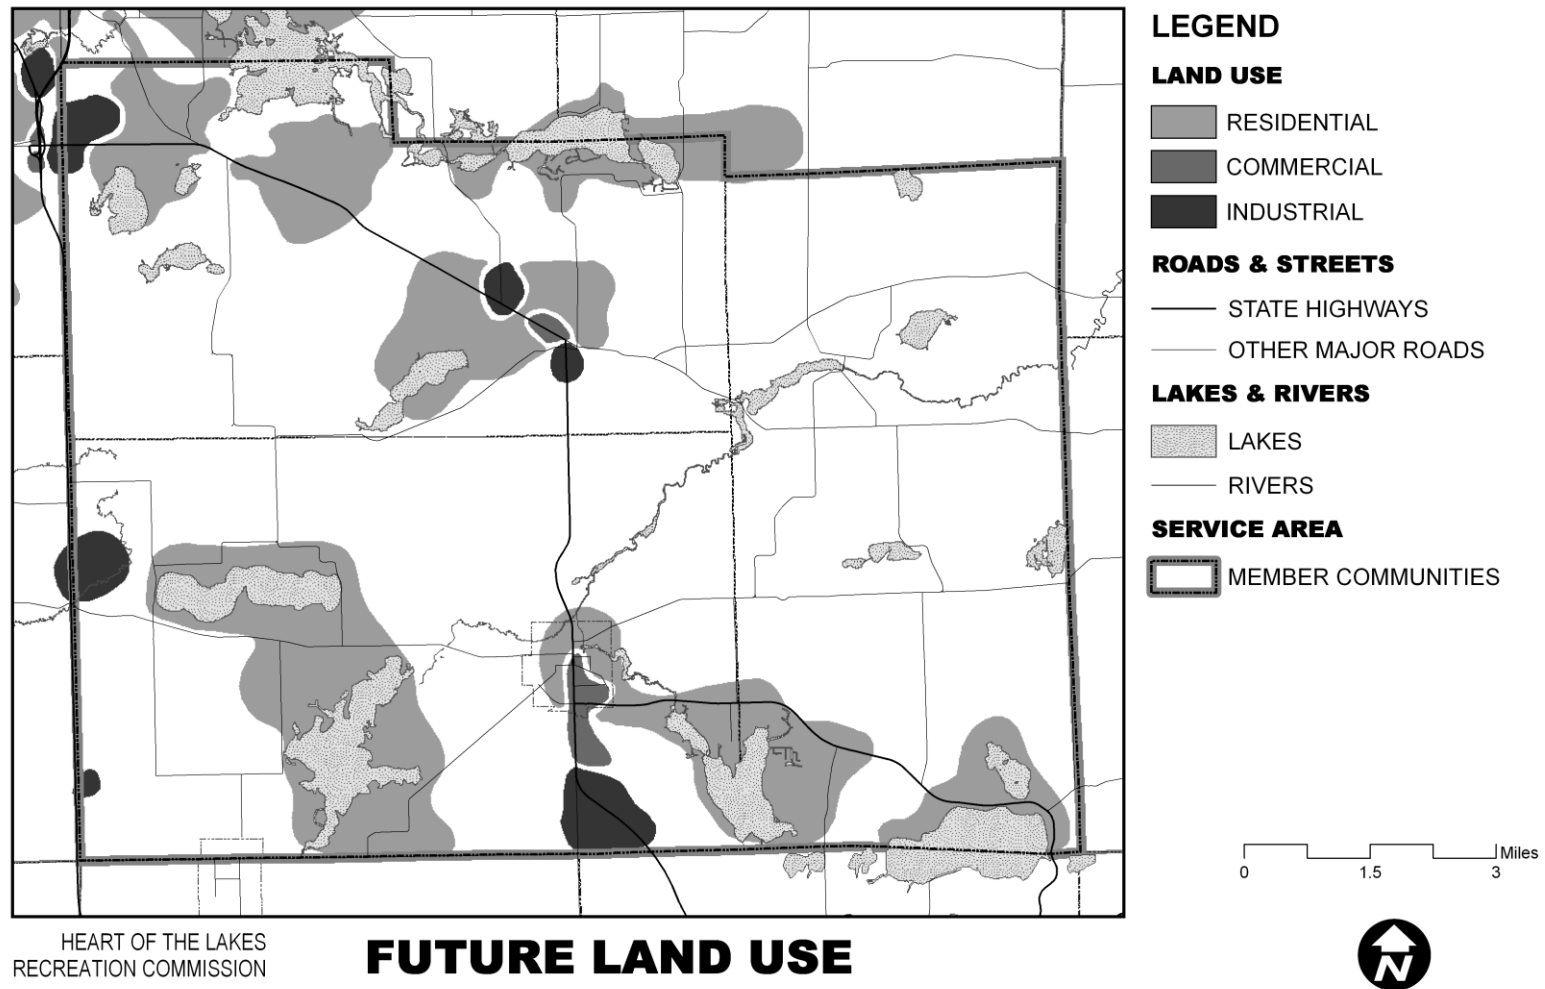 LEGEND
LAND USE
RESIDENTIAL
COMMERCIAL
INDUSTRIAL
ROADS & STREETS
STATE HIGHWAYS
OTHER MAJOR ROADS
LAKES & RIVERS
LAKES
RIVERS
SERVICE AREA
MEMBER COMMUNITIES
Miles
0 1.5 3
HEART OF THE LAKES
RECREATION COMMISSION
FUTURE LAND USE
N